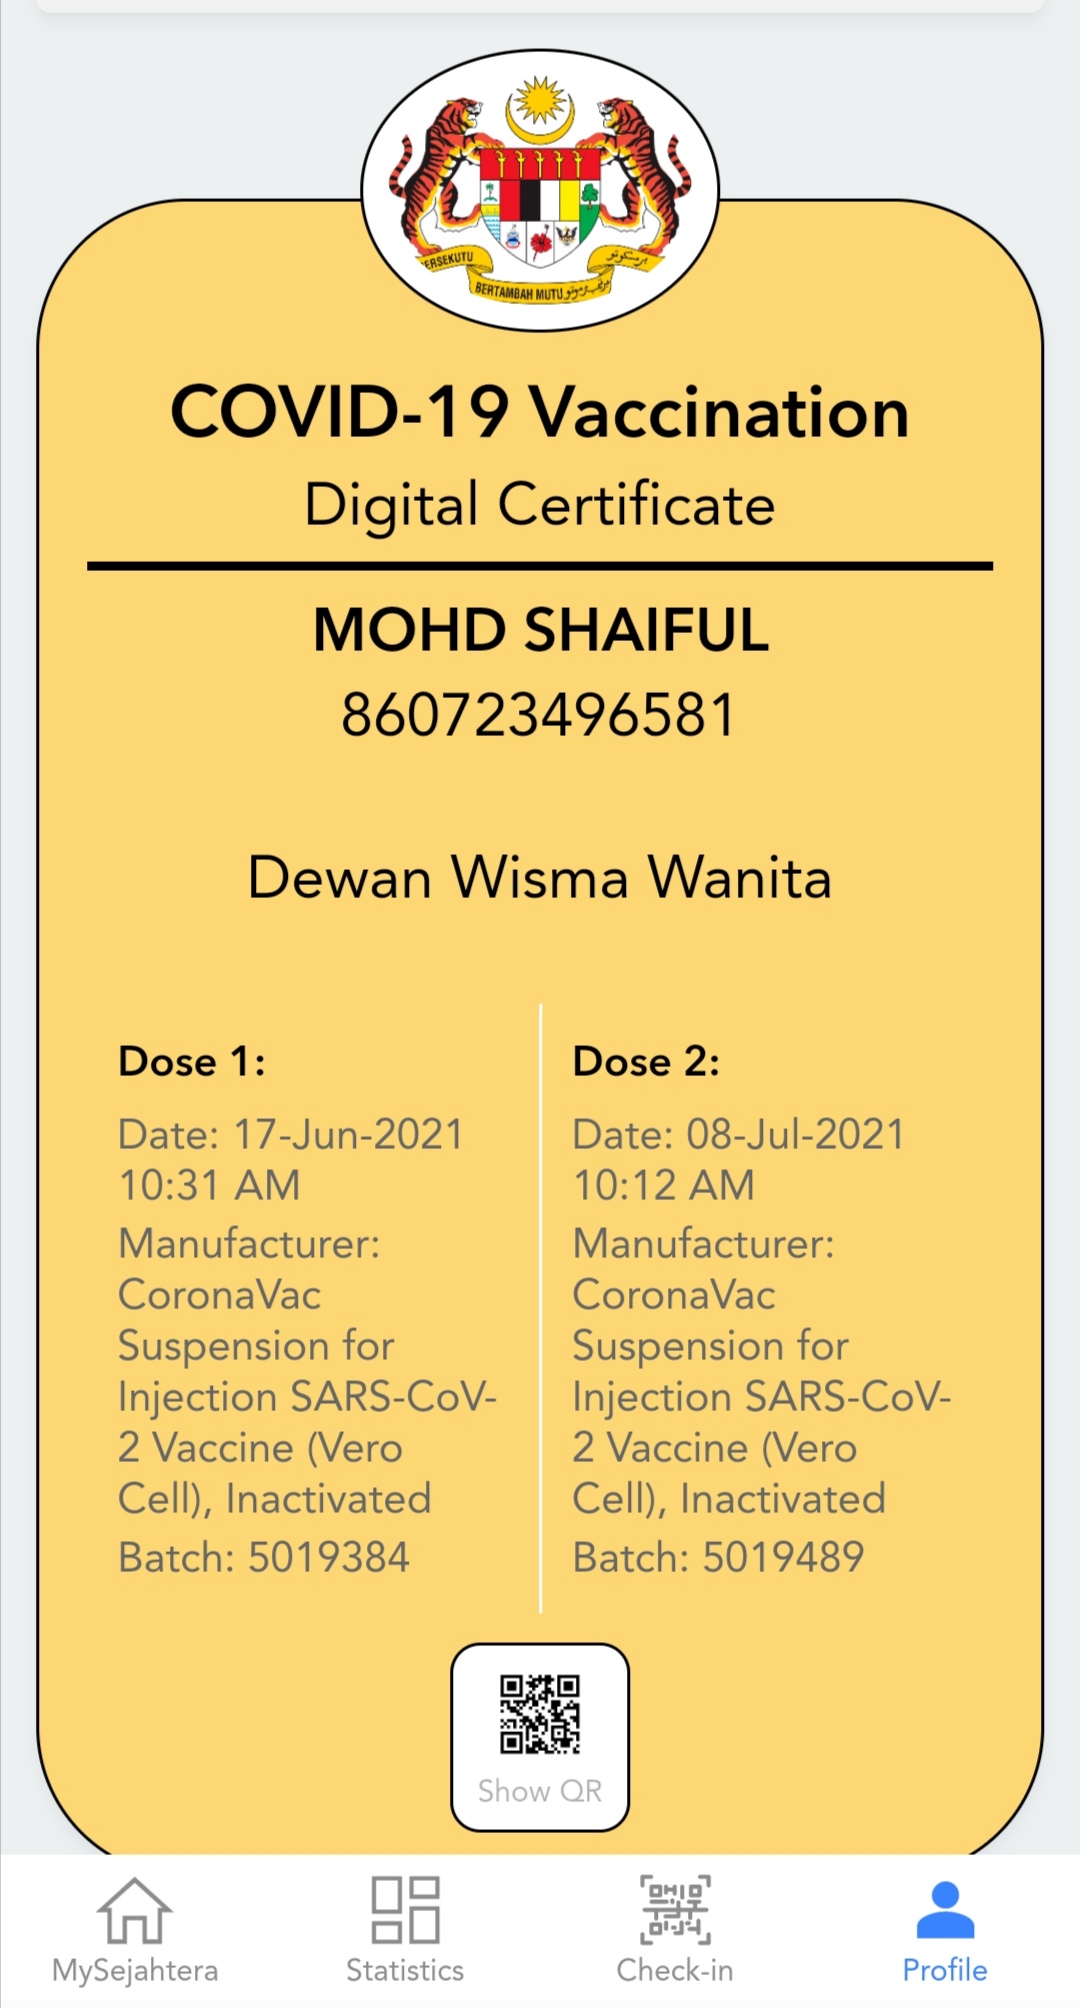 ERSEKUTU
برسكوتو
BERTAMBAH MUTU
COVID-19 Vaccination
Digital Certificate
MOHD SHAIFUL
860723496581
Dewan Wisma Wanita
Dose 1:
Date: 17-Jun-2021
10:31 AM
Manufacturer:
CoronaVac
Suspension for
Injection SARS-CoV-
2 Vaccine (Vero
Cell), Inactivated
Batch: 5019384
Dose 2:
Date: 08-Jul-2021
10:12 AM
Manufacturer:
CoronaVac
Suspension for
Injection SARS-CoV-
2 Vaccine (Vero
Cell), Inactivated
Batch: 5019489
Show QR
MySejahtera
Statistics
Check-in
Profile